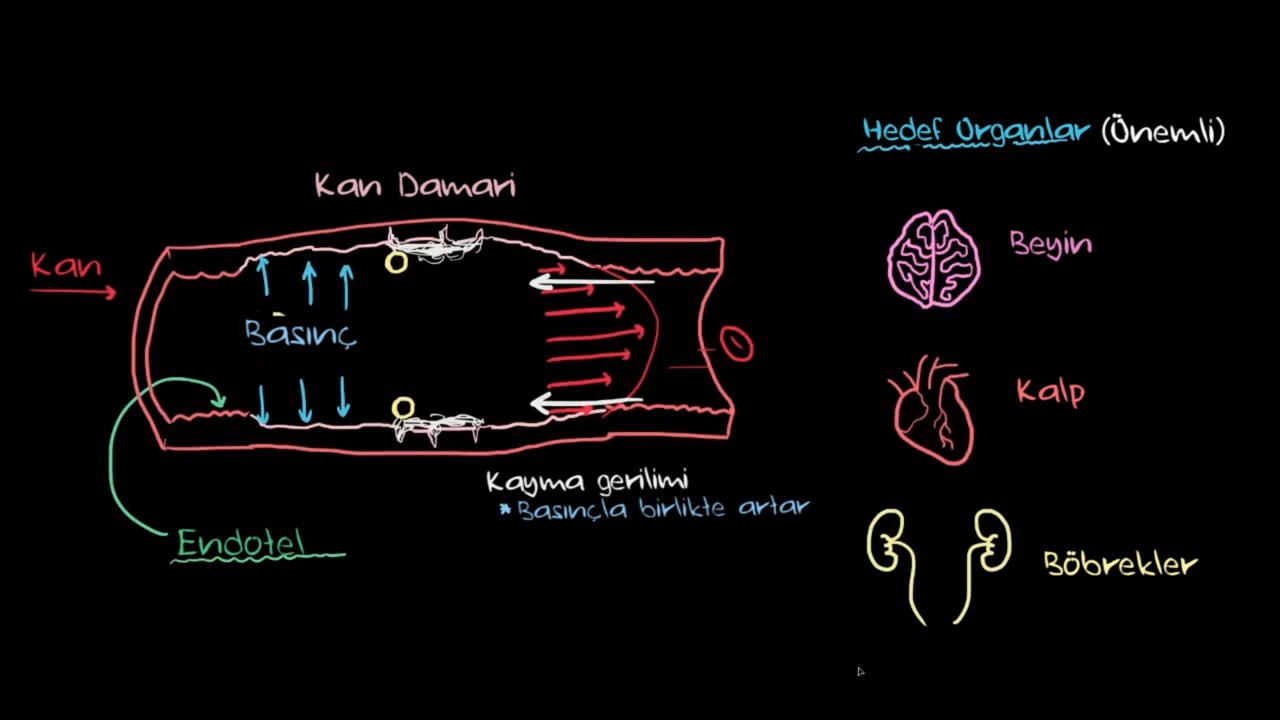 Hedef Organlar (Önemli)
Kan Damarı
Kan
Beyin
Basınç
Kalp
Kayma gerilimi
* Basınçla birlikte artar
Endotel
Böbrekler